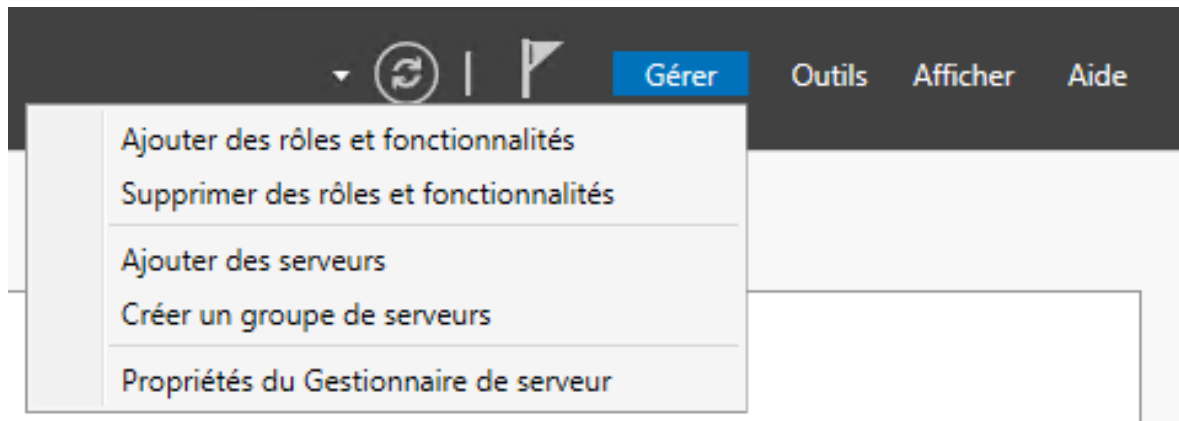 Gérer Outils Afficher Aide
Ajouter des rôles et fonctionnalités
Supprimer des rôles et fonctionnalités
Ajouter des serveurs
Créer un groupe de serveurs
Propriétés du Gestionnaire de serveur